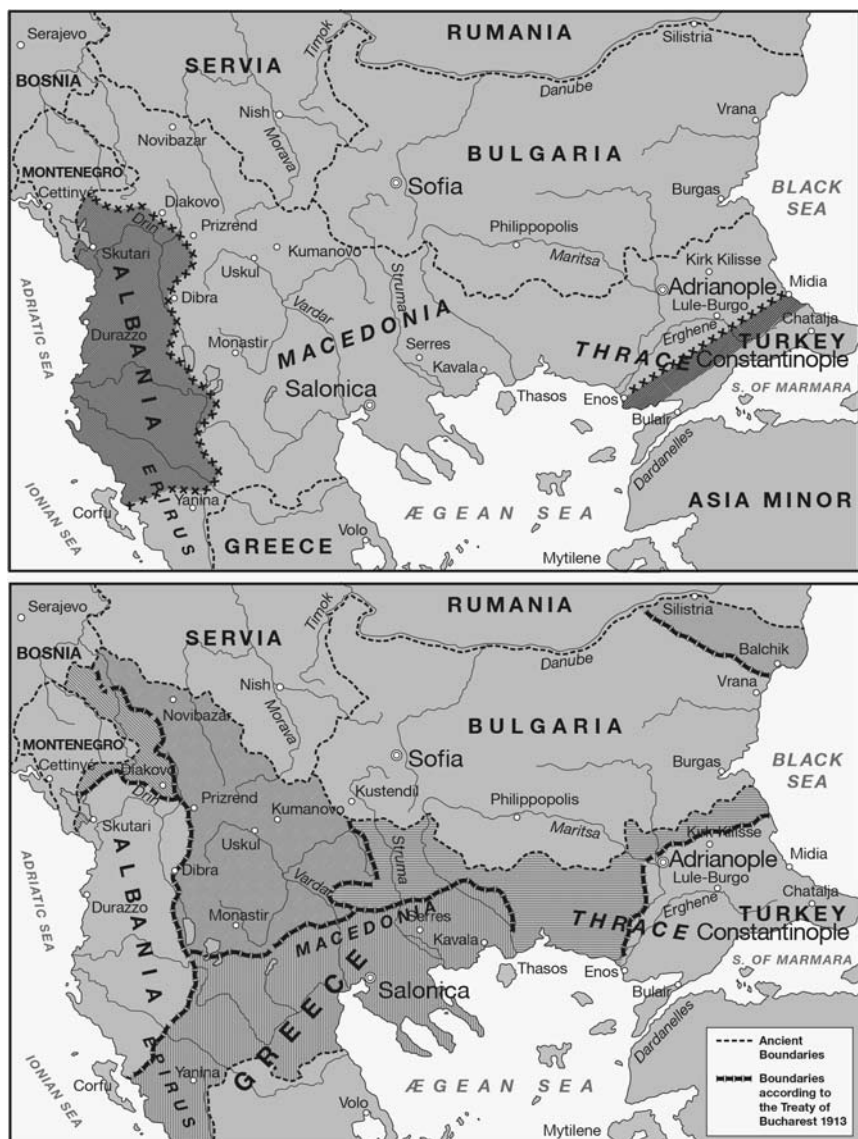 RUMANIA
Silistria
Serajevo
Timok
SERVIA
BOSNIA
Danube
Nish
Vrana
Novibazar
Morava
BULGARIA
MONTENEGRO
Sofia
Cettinyé
Burgas
BLACK
SEA
Diakovo
Drin
Prizrend
Philippopolis
Maritsa
Kumanovo
Kirk Kilisse
Skutari
Uskul
Struma
Adrianople
Midia
ADRIATIC SEA
ALBANIA
Dibra
Vardar
MACEDONIA
Lule-Burgo
Chatalja
Durazzo
Monastir
Erghene
TURKEY
Serres
THRACE
Constantinople
Kavala
Salonica
Thasos
Enos
S. OF MARMARA
Bulair
Dardanelles
EPIRUS
Yanina
IONIAN SEA
Corfu
ÆGEAN SEA
ASIA MINOR
GREECE
Volo
Mytilene
RUMANIA
Silistria
Serajevo
Timok
SERVIA
BOSNIA
Balchik
Danube
Nish
Vrana
Novibazar
Morava
BULGARIA
MONTENEGRO
Sofia
Cettinyé
Burgas
BLACK
SEA
Diakovo
Drin
Prizrend
Kustendil
Kumanovo
Philippopolis
Maritsa
Skutari
Uskul
Struma
Kirk Kilisse
Adrianople
Midia
ADRIATIC SEA
ALBANIA
Dibra
Vardar
Lule-Burgo
Durazzo
Monastir
MACEDONIA
Serres
Erghene
Chatalja
TURKEY
THRACE
Constantinople
Kavala
Salonica
Thasos
Enos
S. OF MARMARA
Bulair
Dardanelles
GREECE
EPIRUS
Yanina
IONIAN SEA
Corfu
ÆGEAN SEA
Volo
Mytilene
Ancient
Boundaries
Boundaries
according to
the Treaty of
Bucharest 1913